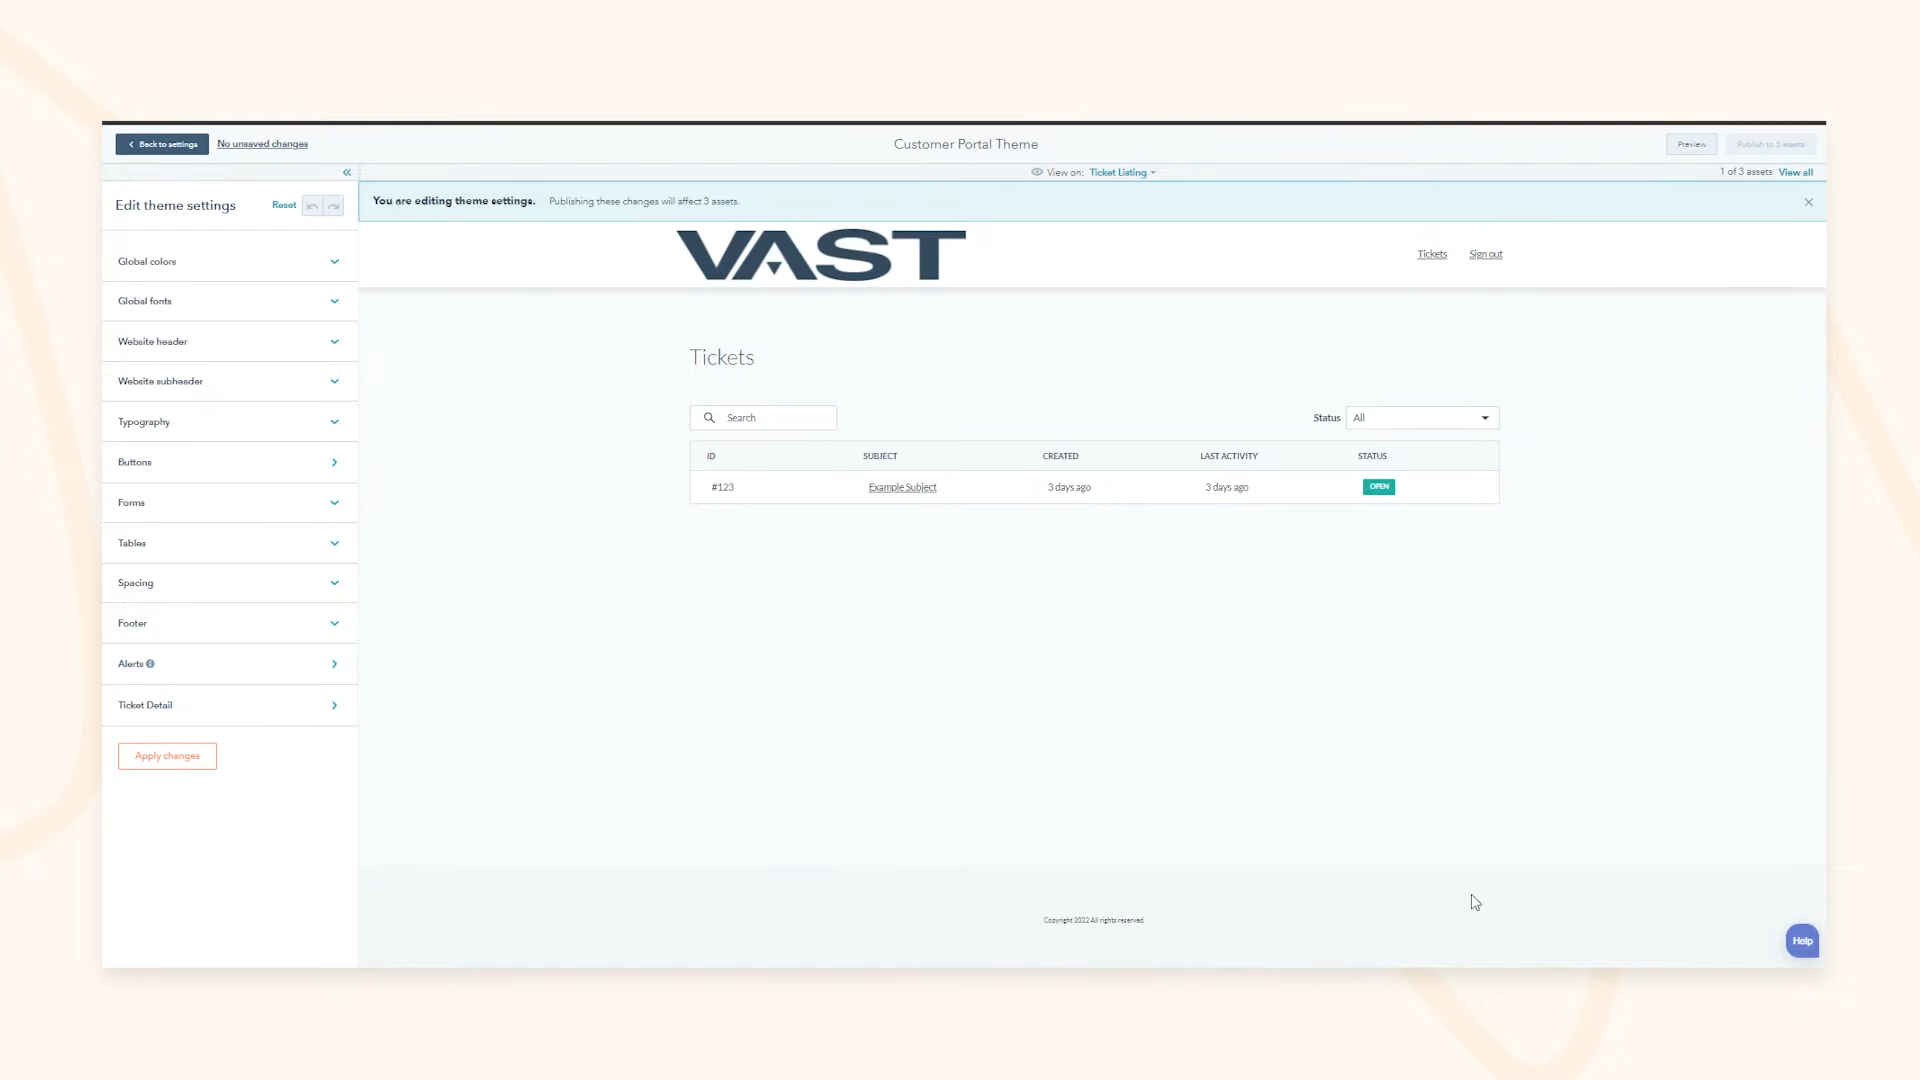 Back to settings
No unsaved changes
Customer Portal Theme
Preview
Publish to 3 assets
View on: Ticket Listing
1 of 3 assets View all
Edit theme settings
Reset
You are editing theme settings. Publishing these changes will affect 3 assets.
VAST
Tickets
Sign out
Global colors
Global fonts
Website header
Website subheader
Typography
Buttons
Forms
Tables
Spacing
Footer
Alerts
Ticket Detail
Apply changes
Tickets
Search
Status
All
ID SUBJECT CREATED LAST ACTIVITY STATUS
#123 Example Subject 3 days ago 3 days ago OPEN
Copyright 2022 All rights reserved.
Help